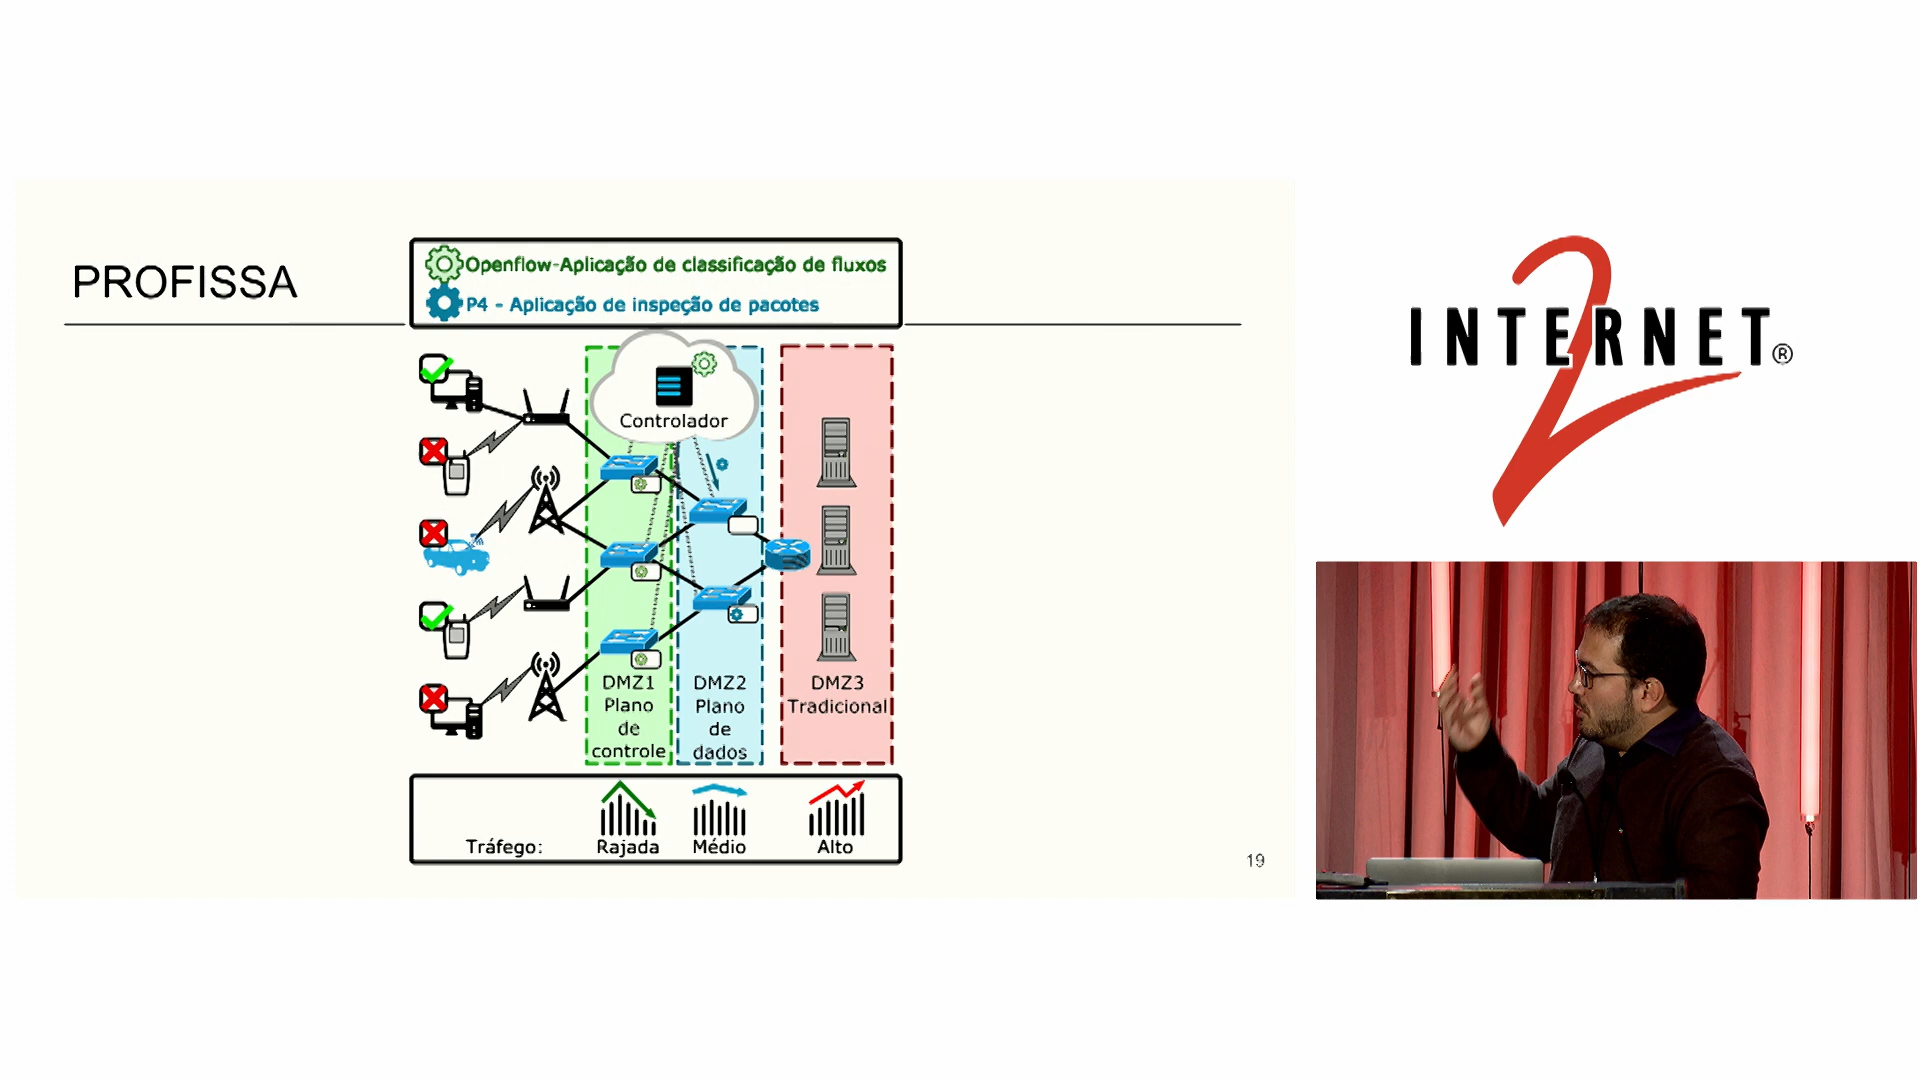 PROFISSA
Openflow-Aplicação de classificação de fluxos
P4 - Aplicação de inspeção de pacotes
Controlador
DMZ1
Plano
de
controle
DMZ2
Plano
de
dados
DMZ3
Tradicional
Tráfego:
Rajada
Médio
Alto
19
INTERNET®
2